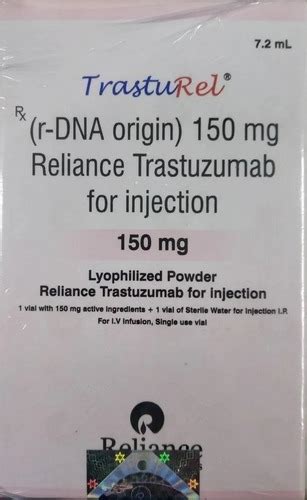 7.2 mL
TrastuRel®
Rx (r-DNA origin) 150 mg
Reliance Trastuzumab
for injection
150 mg
Lyophilized Powder
Reliance Trastuzumab for injection
1 vial with 150 mg active ingredients + 1 vial of Sterile Water for Injection I.P.
For I.V Infusion, Single use vial
Reliance